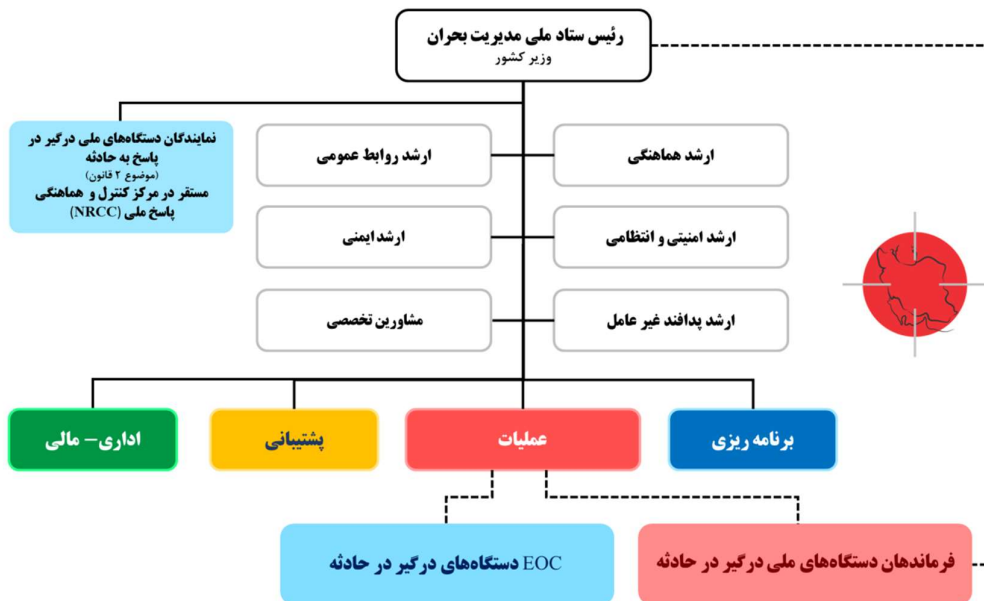 رئیس ستاد ملی مدیریت بحران
وزیر کشور
نمایندگان دستگاه‌های ملی درگیر در
پاسخ به حادثه
(موضوع ۲ قانون)
مستقر در مرکز کنترل و هماهنگی
پاسخ ملی (NRCC)
ارشد هماهنگی
ارشد روابط عمومی
ارشد امنیتی و انتظامی
ارشد ایمنی
ارشد پدافند غیر عامل
مشاورین تخصصی
برنامه ریزی
عملیات
پشتیبانی
اداری- مالی
فرماندهان دستگاه‌های ملی درگیر در حادثه
EOC دستگاه‌های درگیر در حادثه